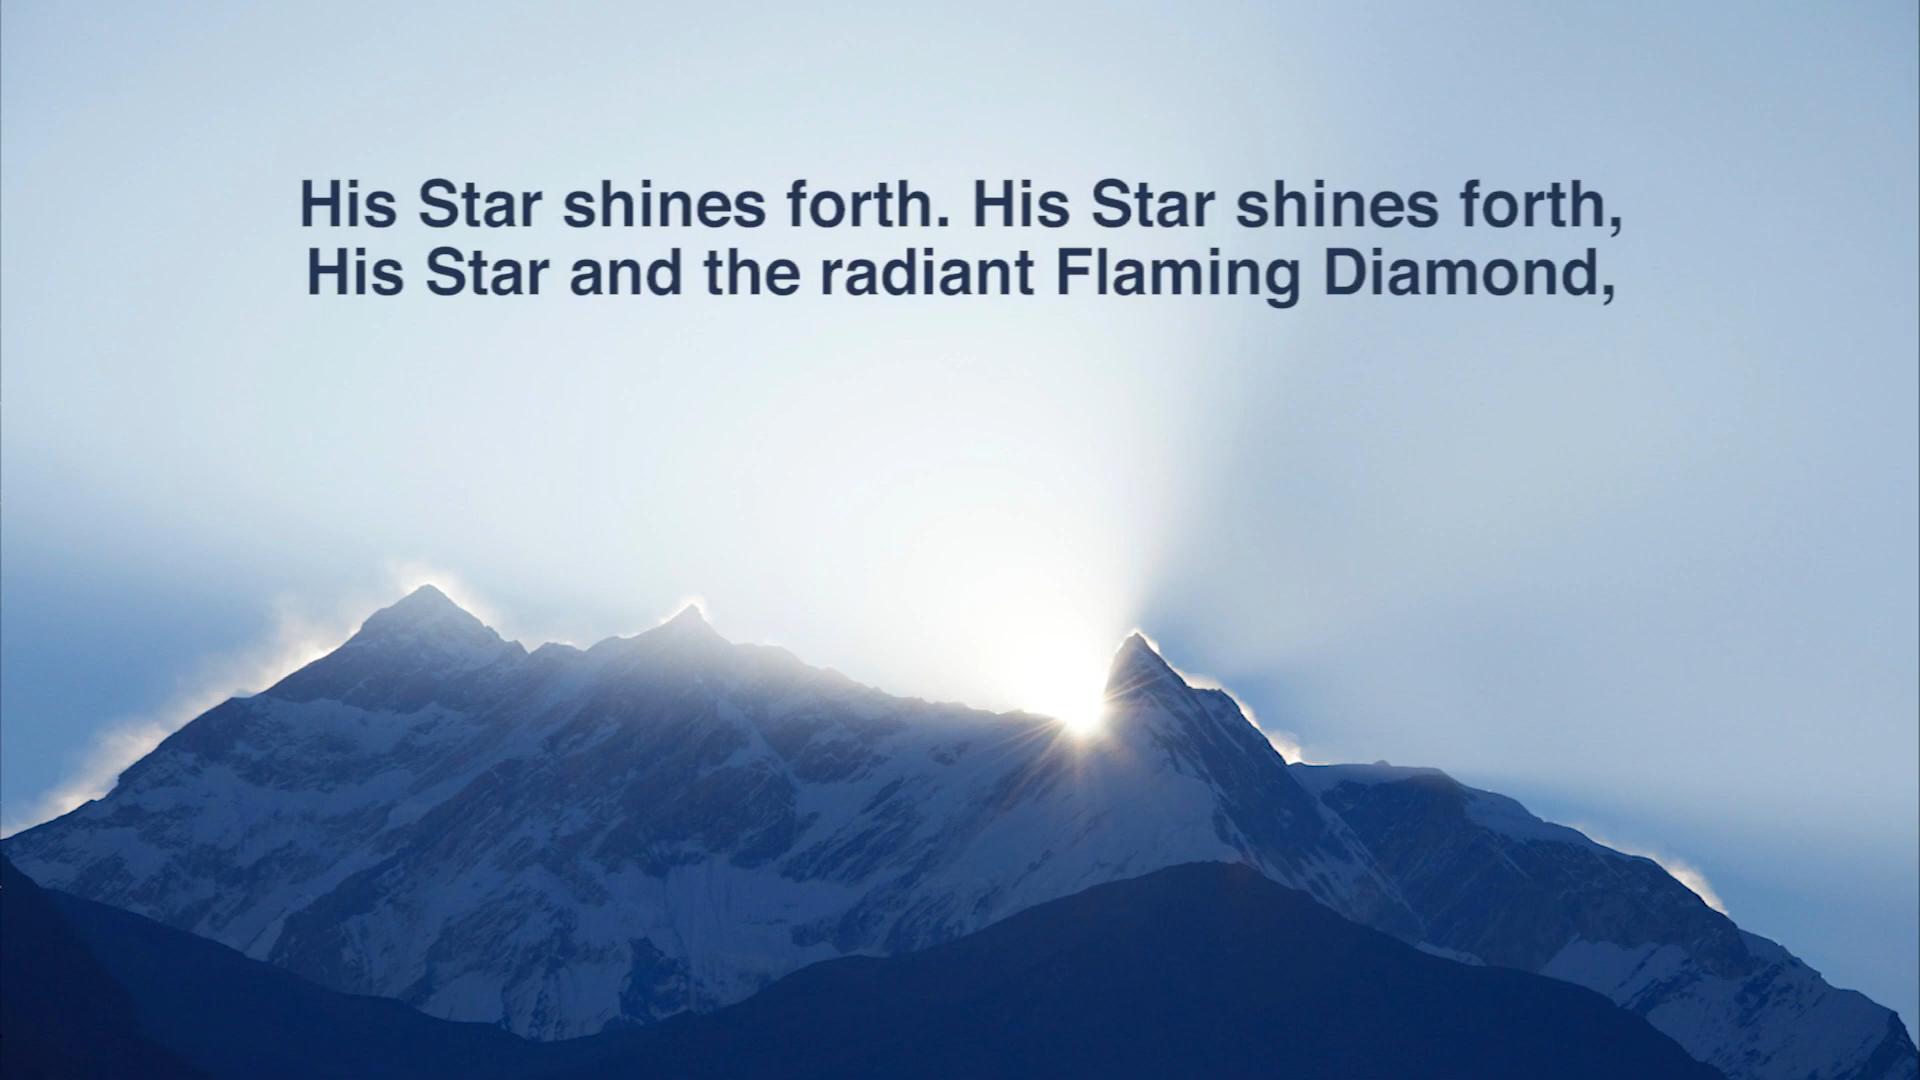 His Star shines forth. His Star shines forth,
His Star and the radiant Flaming Diamond,